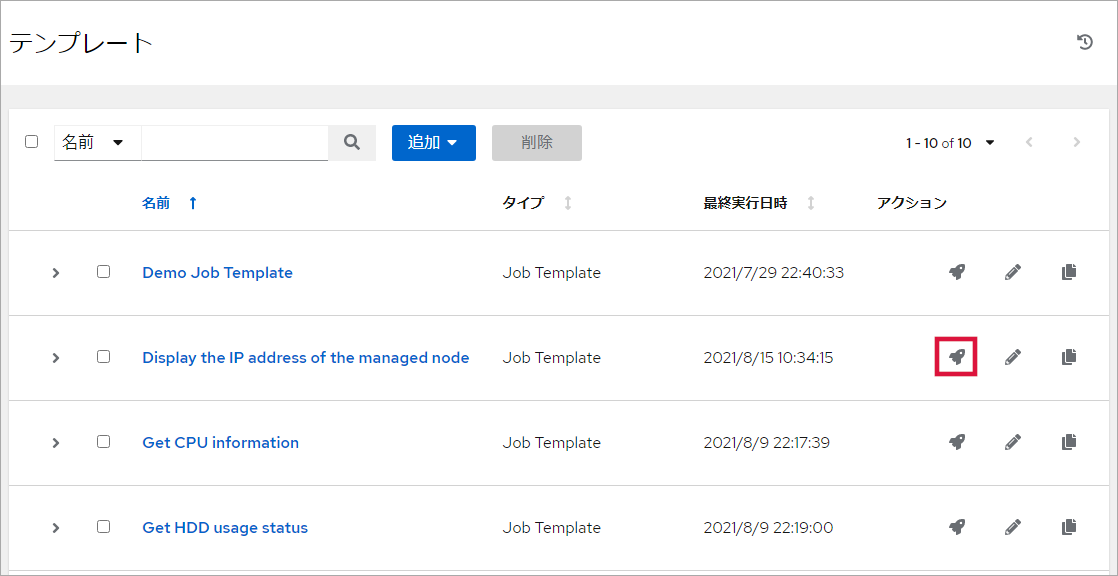 テンプレート
名前 追加 削除 1 - 10 of 10
名前 タイプ 最終実行日時 アクション
Demo Job Template Job Template 2021/7/29 22:40:33
Display the IP address of the managed node Job Template 2021/8/15 10:34:15
Get CPU information Job Template 2021/8/9 22:17:39
Get HDD usage status Job Template 2021/8/9 22:19:00